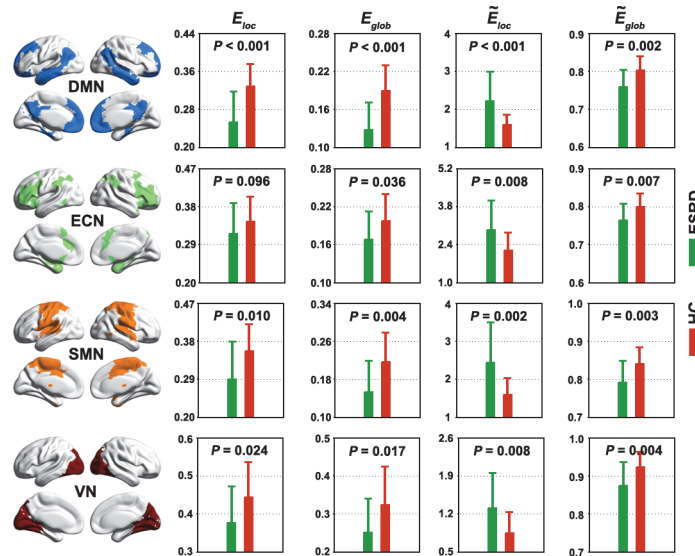 E_loc E_glob Ẽ_loc Ẽ_glob
DMN
0.44 0.36 0.28 0.20
P < 0.001
0.28 0.22 0.16 0.10
P < 0.001
4 3 2 1
P < 0.001
0.9 0.8 0.7 0.6
P = 0.002
ECN
0.47 0.38 0.29 0.20
P = 0.096
0.28 0.22 0.16 0.10
P = 0.036
5.2 3.8 2.4 1.0
P = 0.008
0.9 0.8 0.7 0.6
P = 0.007
SMN
0.47 0.38 0.29 0.20
P = 0.010
0.34 0.26 0.18 0.10
P = 0.004
4 3 2 1
P = 0.002
1.0 0.9 0.8 0.7
P = 0.003
VN
0.6 0.5 0.4 0.3
P = 0.024
0.5 0.4 0.3 0.2
P = 0.017
2.6 1.9 1.2 0.5
P = 0.008
1.0 0.9 0.8 0.7
P = 0.004
ESRD
HC